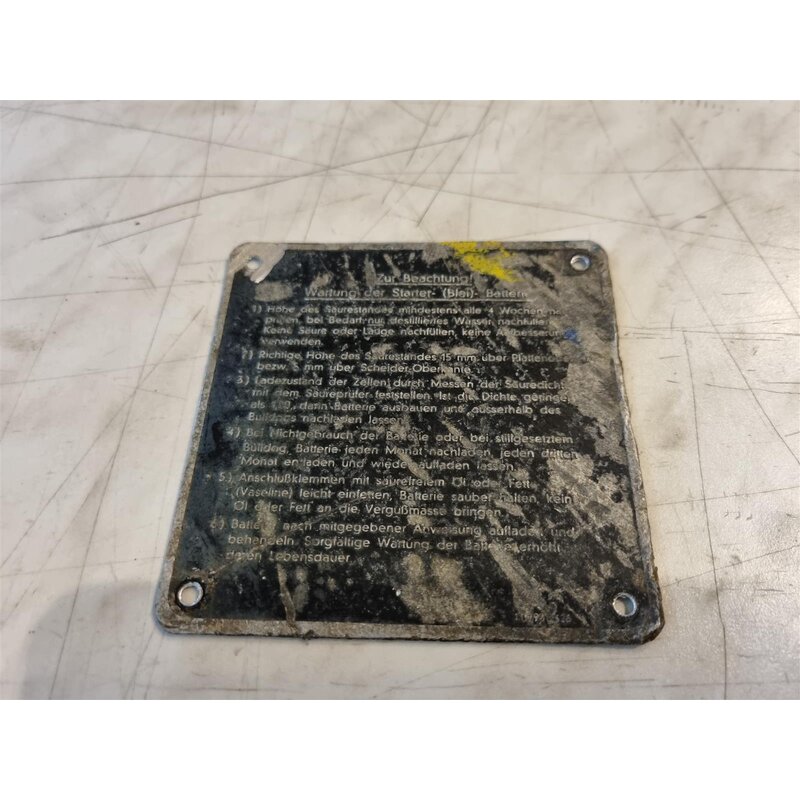 Zur Beachtung!
Wartung der Starter- (Blei)- Batterie
1) Höhe des Säurestandes mindestens alle 4 Wochen
prüfen, bei Bedarf nur destilliertes Wasser nachfüllen.
Keine Säure oder Lauge nachfüllen, keine Aufbesserung
verwenden.
2) Richtige Höhe des Säurestandes 15 mm über Platten
bezw. 5 mm über Scheider-Oberkante.
3) Ladezustand der Zellen durch Messen der Säuredichte
mit dem Säureprüfer feststellen. Ist die Dichte geringer
als dann Batterie ausbauen und ausserhalb des
Bulldogs nachladen lassen.
4) Bei Nichtgebrauch der Batterie oder bei stillgesetztem
Bulldog, Batterie jeden Monat nachladen, jeden dritten
Monat entladen und wiederaufladen lassen.
5) Anschlußklemmen mit säurefreiem Öl oder Fett
(Vaseline) leicht einfetten, Batterie sauber halten, kein
Öl oder Fett an die Vergußmasse bringen.
6) Batterie nach mitgegebener Anweisung aufladen und
behandeln. Sorgfältige Wartung der Batterie erhöht
deren Lebensdauer.